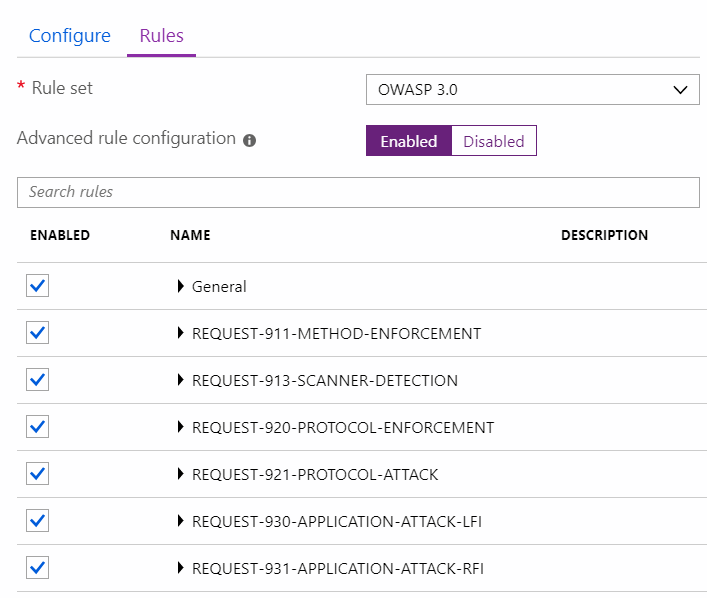 Configure Rules
* Rule set OWASP 3.0
Advanced rule configuration Enabled Disabled
Search rules
ENABLED NAME DESCRIPTION
General
REQUEST-911-METHOD-ENFORCEMENT
REQUEST-913-SCANNER-DETECTION
REQUEST-920-PROTOCOL-ENFORCEMENT
REQUEST-921-PROTOCOL-ATTACK
REQUEST-930-APPLICATION-ATTACK-LFI
REQUEST-931-APPLICATION-ATTACK-RFI